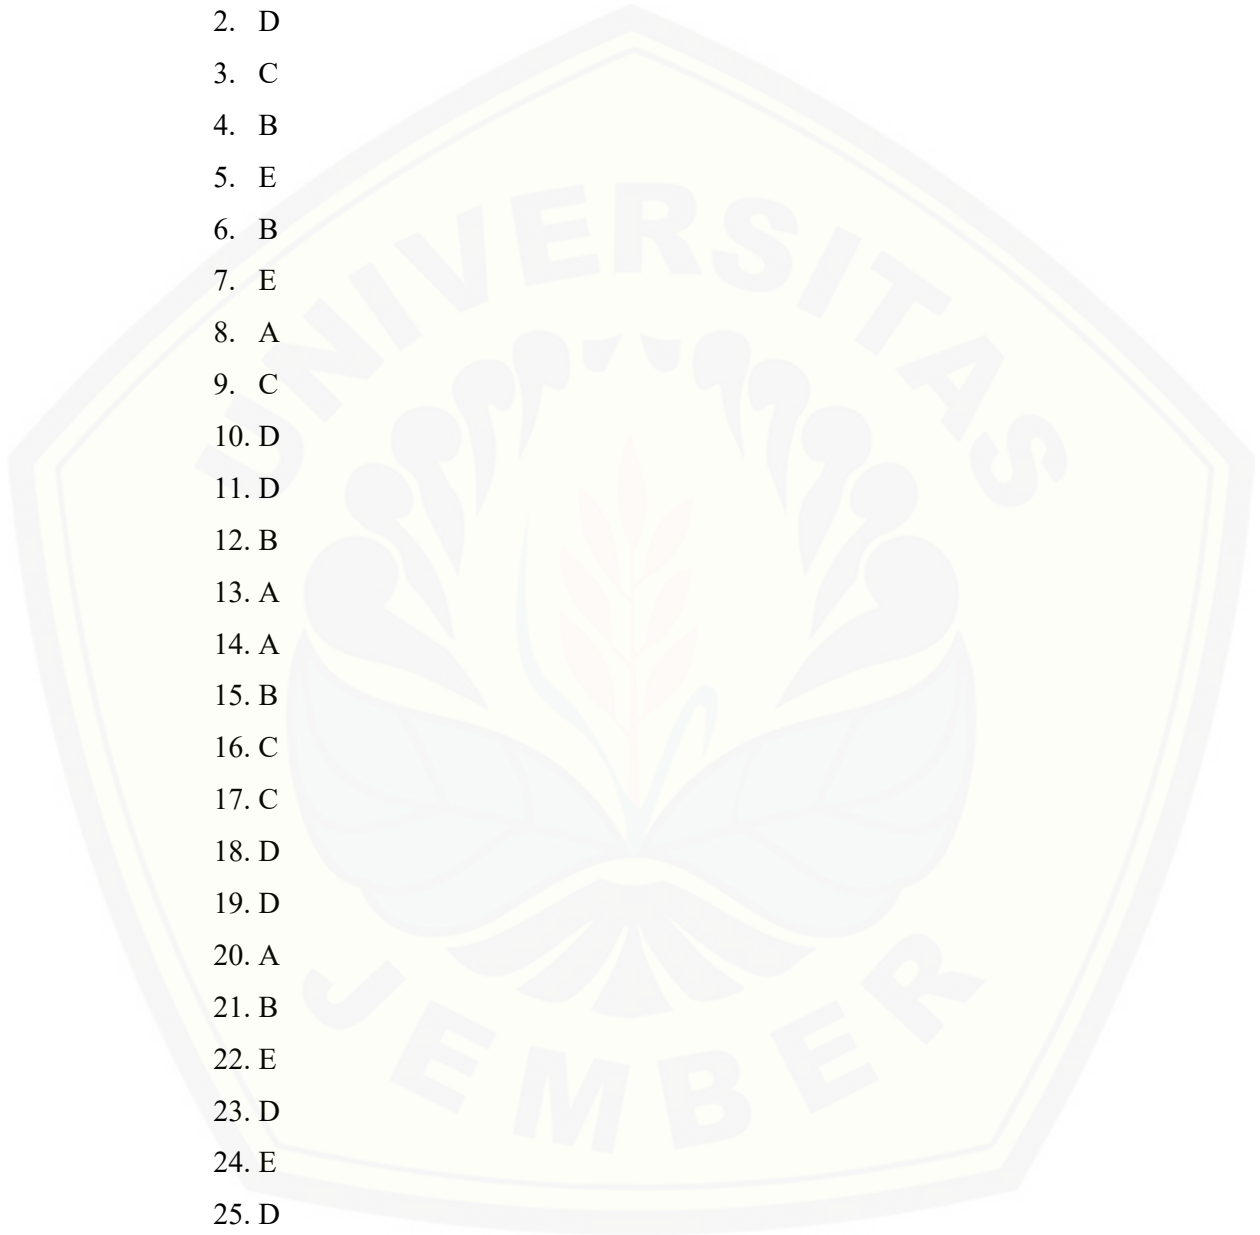 2. D
3. C
4. B
5. E
6. B
7. E
8. A
9. C
10. D
11. D
12. B
13. A
14. A
15. B
16. C
17. C
18. D
19. D
20. A
21. B
22. E
23. D
24. E
25. D
UNIVERSITAS
JEMBER